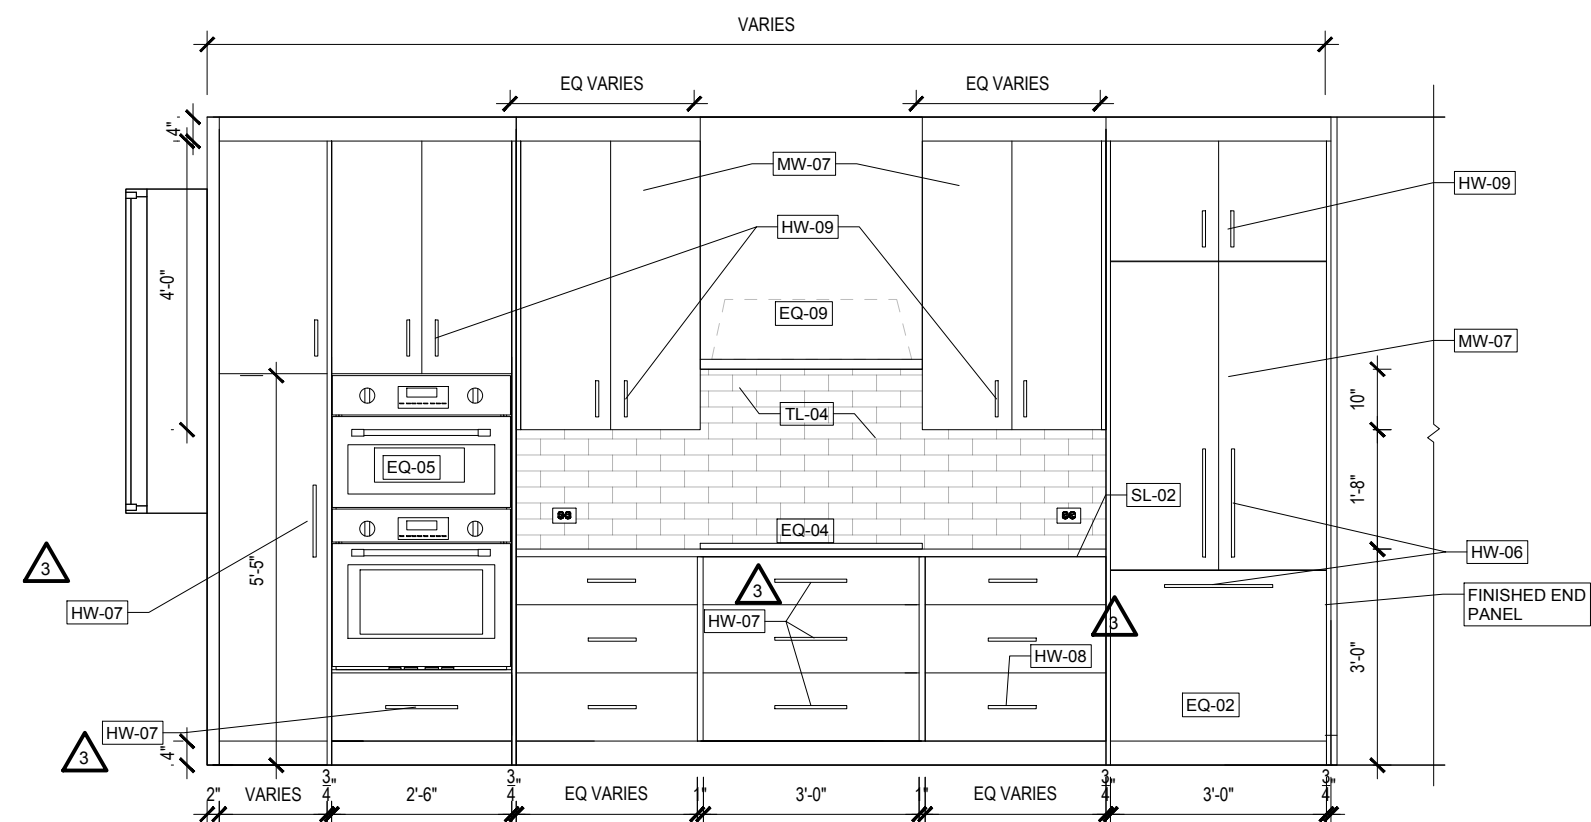 VARIES
EQ VARIES
EQ VARIES
4"
MW-07
HW-09
HW-09
4'-0"
EQ-09
MW-07
10"
TL-04
EQ-05
SL-02
1'-8"
EQ-04
HW-06
3
5'-5"
3
FINISHED END
PANEL
HW-07
HW-07
3
HW-08
3'-0"
EQ-02
HW-07
3
4"
2"
VARIES
3/4"
2'-6"
3/4"
EQ VARIES
1"
3'-0"
1"
EQ VARIES
3/4"
3'-0"
3/4"